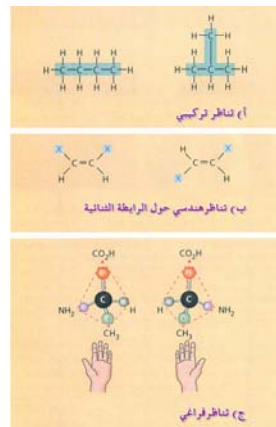 H H H H
H-C-C-C-C-H
H H H H
H
H-C-H
H H
H-C-C-C-H
H H H
أ) تناظر تركيبي
X X
C=C
H H
H X
C=C
X H
ب) تناظر هندسي حول الرابطة الثنائية
CO₂H CO₂H
C C
NH₂ H H NH₂
CH₃ CH₃
ج) تناظر فراغي